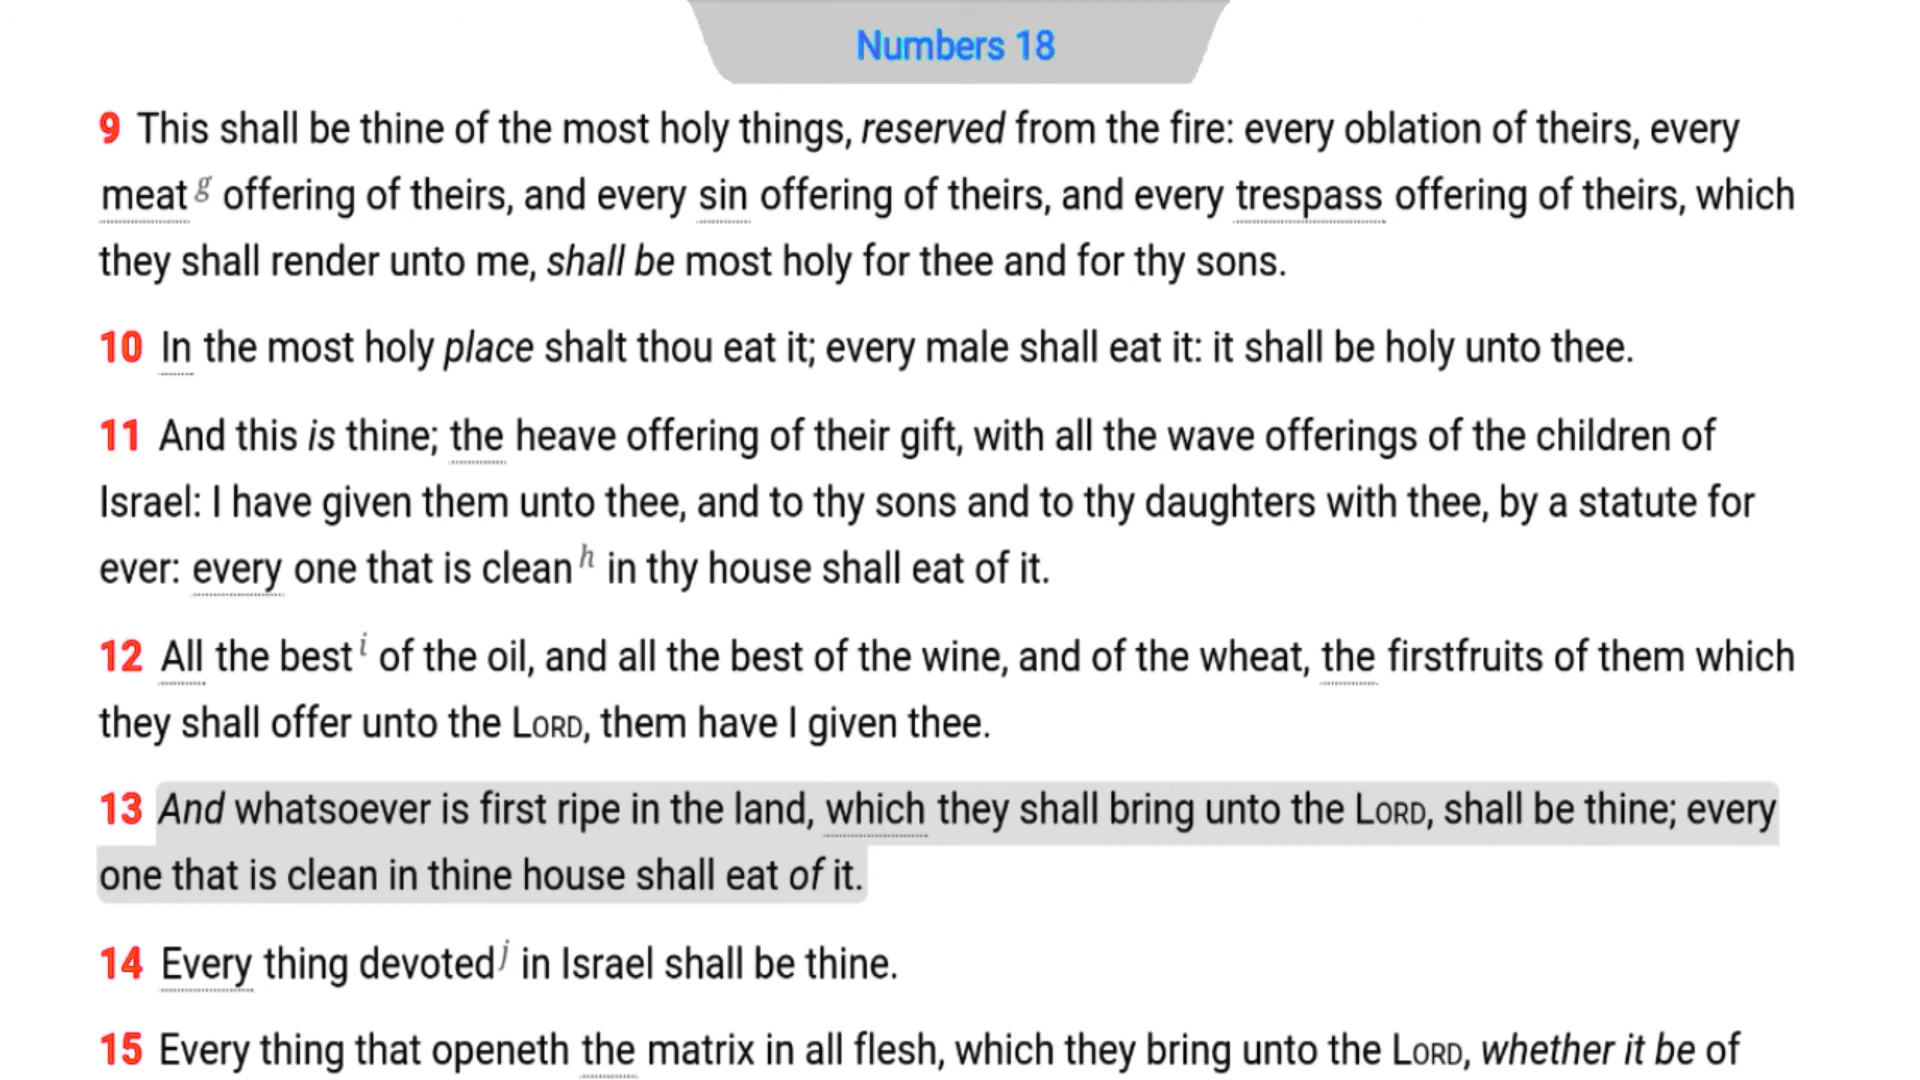 Numbers 18
9 This shall be thine of the most holy things, reserved from the fire: every oblation of theirs, every
meat g offering of theirs, and every sin offering of theirs, and every trespass offering of theirs, which
they shall render unto me, shall be most holy for thee and for thy sons.
10 In the most holy place shalt thou eat it; every male shall eat it: it shall be holy unto thee.
11 And this is thine; the heave offering of their gift, with all the wave offerings of the children of
Israel: I have given them unto thee, and to thy sons and to thy daughters with thee, by a statute for
ever: every one that is clean h in thy house shall eat of it.
12 All the best i of the oil, and all the best of the wine, and of the wheat, the firstfruits of them which
they shall offer unto the LORD, them have I given thee.
13 And whatsoever is first ripe in the land, which they shall bring unto the LORD, shall be thine; every
one that is clean in thine house shall eat of it.
14 Every thing devoted j in Israel shall be thine.
15 Every thing that openeth the matrix in all flesh, which they bring unto the LORD, whether it be of